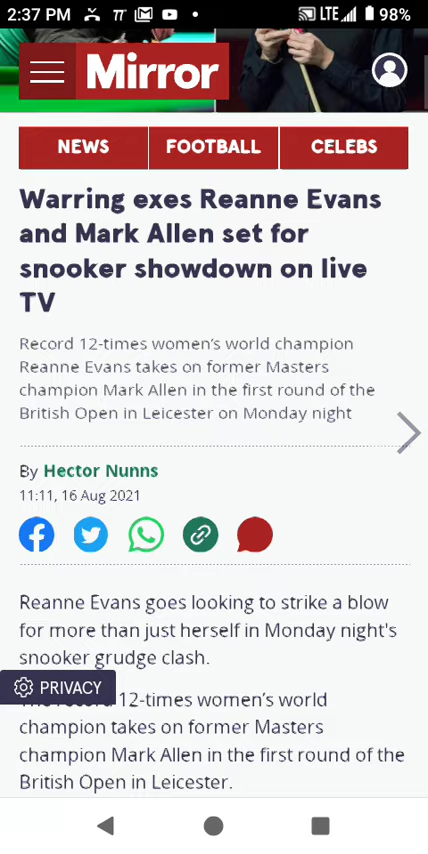 2:37 PM
LTE 98%
Mirror
NEWS
FOOTBALL
CELEBS
Warring exes Reanne Evans
and Mark Allen set for
snooker showdown on live
TV
Record 12-times women's world champion
Reanne Evans takes on former Masters
champion Mark Allen in the first round of the
British Open in Leicester on Monday night
By Hector Nunns
11:11, 16 Aug 2021
Reanne Evans goes looking to strike a blow
for more than just herself in Monday night's
snooker grudge clash.
PRIVACY
12-times women's world
champion takes on former Masters
champion Mark Allen in the first round of the
British Open in Leicester.